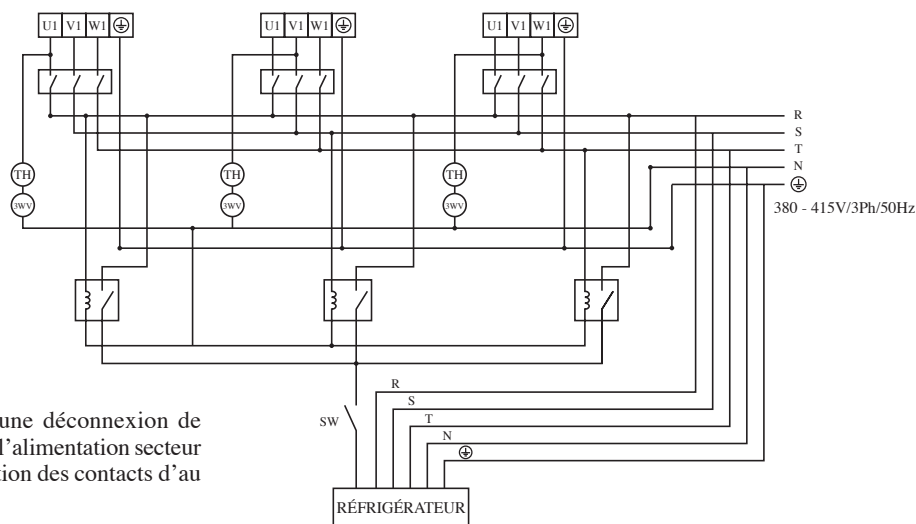 U1 V1 W1 U1 V1 W1 U1 V1 W1
R
S
T
N
TH TH TH
3WV 3WV 3WV
380 - 415V/3Ph/50Hz
R
S
SW
T
N
une déconnexion de
l'alimentation secteur
tion des contacts d'au
RÉFRIGÉRATEUR